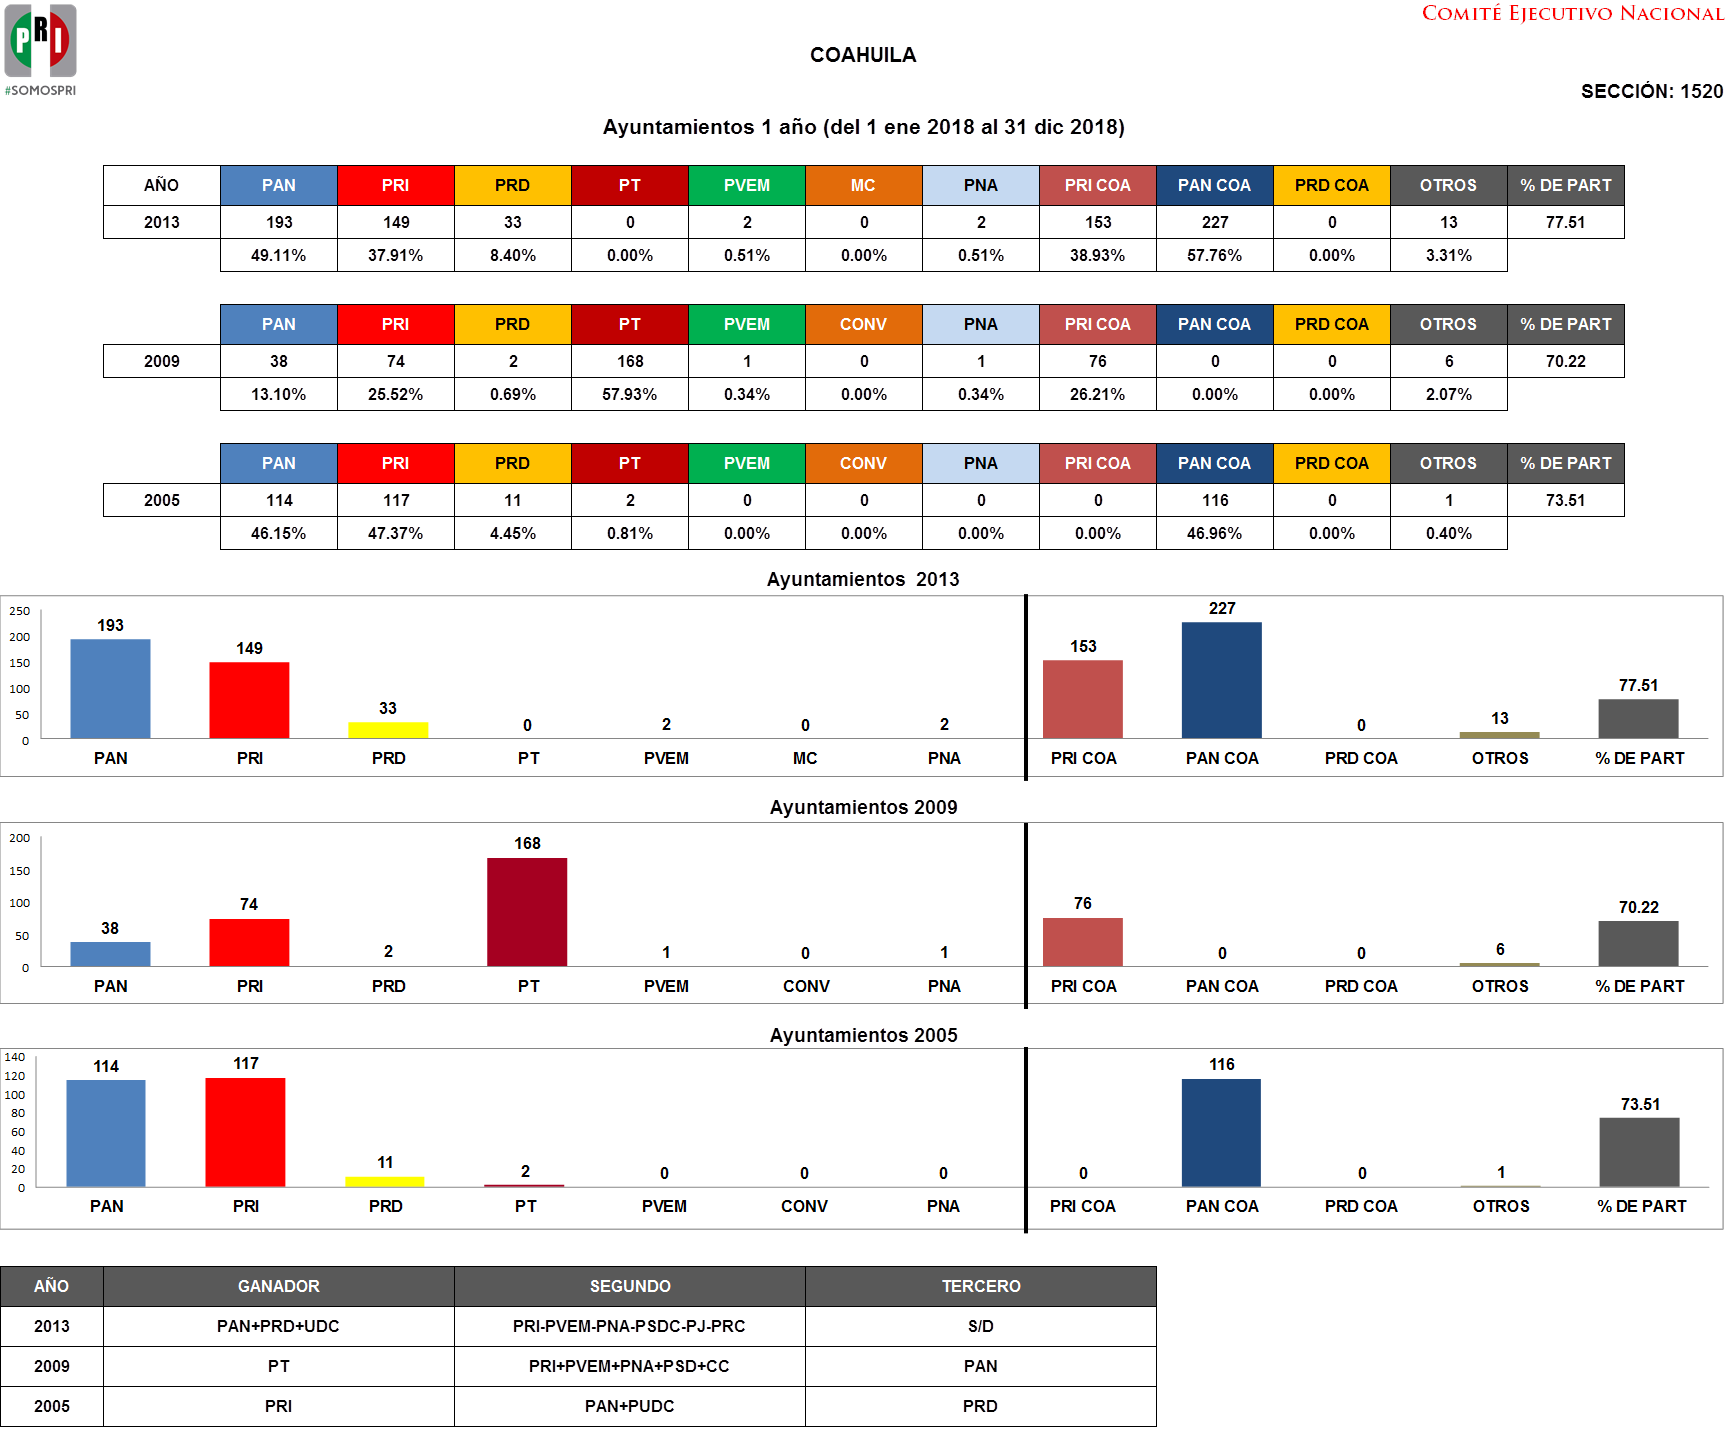 COMITÉ EJECUTIVO NACIONAL
PRI
#SOMOSPRI
COAHUILA
SECCIÓN: 1520
Ayuntamientos 1 año (del 1 ene 2018 al 31 dic 2018)
AÑO PAN PRI PRD PT PVEM MC PNA PRI COA PAN COA PRD COA OTROS % DE PART
2013 193 149 33 0 2 0 2 153 227 0 13 77.51
49.11% 37.91% 8.40% 0.00% 0.51% 0.00% 0.51% 38.93% 57.76% 0.00% 3.31%
PAN PRI PRD PT PVEM CONV PNA PRI COA PAN COA PRD COA OTROS % DE PART
2009 38 74 2 168 1 0 1 76 0 0 6 70.22
13.10% 25.52% 0.69% 57.93% 0.34% 0.00% 0.34% 26.21% 0.00% 0.00% 2.07%
PAN PRI PRD PT PVEM CONV PNA PRI COA PAN COA PRD COA OTROS % DE PART
2005 114 117 11 2 0 0 0 0 116 0 1 73.51
46.15% 47.37% 4.45% 0.81% 0.00% 0.00% 0.00% 0.00% 46.96% 0.00% 0.40%
Ayuntamientos 2013
250
200
150
100
50
0
193 149 33 0 2 0 2 153 227 0 13 77.51
PAN PRI PRD PT PVEM MC PNA PRI COA PAN COA PRD COA OTROS % DE PART
Ayuntamientos 2009
200
150
100
50
0
38 74 2 168 1 0 1 76 0 0 6 70.22
PAN PRI PRD PT PVEM CONV PNA PRI COA PAN COA PRD COA OTROS % DE PART
Ayuntamientos 2005
140
120
100
80
60
40
20
0
114 117 11 2 0 0 0 0 116 0 1 73.51
PAN PRI PRD PT PVEM CONV PNA PRI COA PAN COA PRD COA OTROS % DE PART
AÑO GANADOR SEGUNDO TERCERO
2013 PAN+PRD+UDC PRI-PVEM-PNA-PSDC-PJ-PRC S/D
2009 PT PRI+PVEM+PNA+PSD+CC PAN
2005 PRI PAN+PUDC PRD